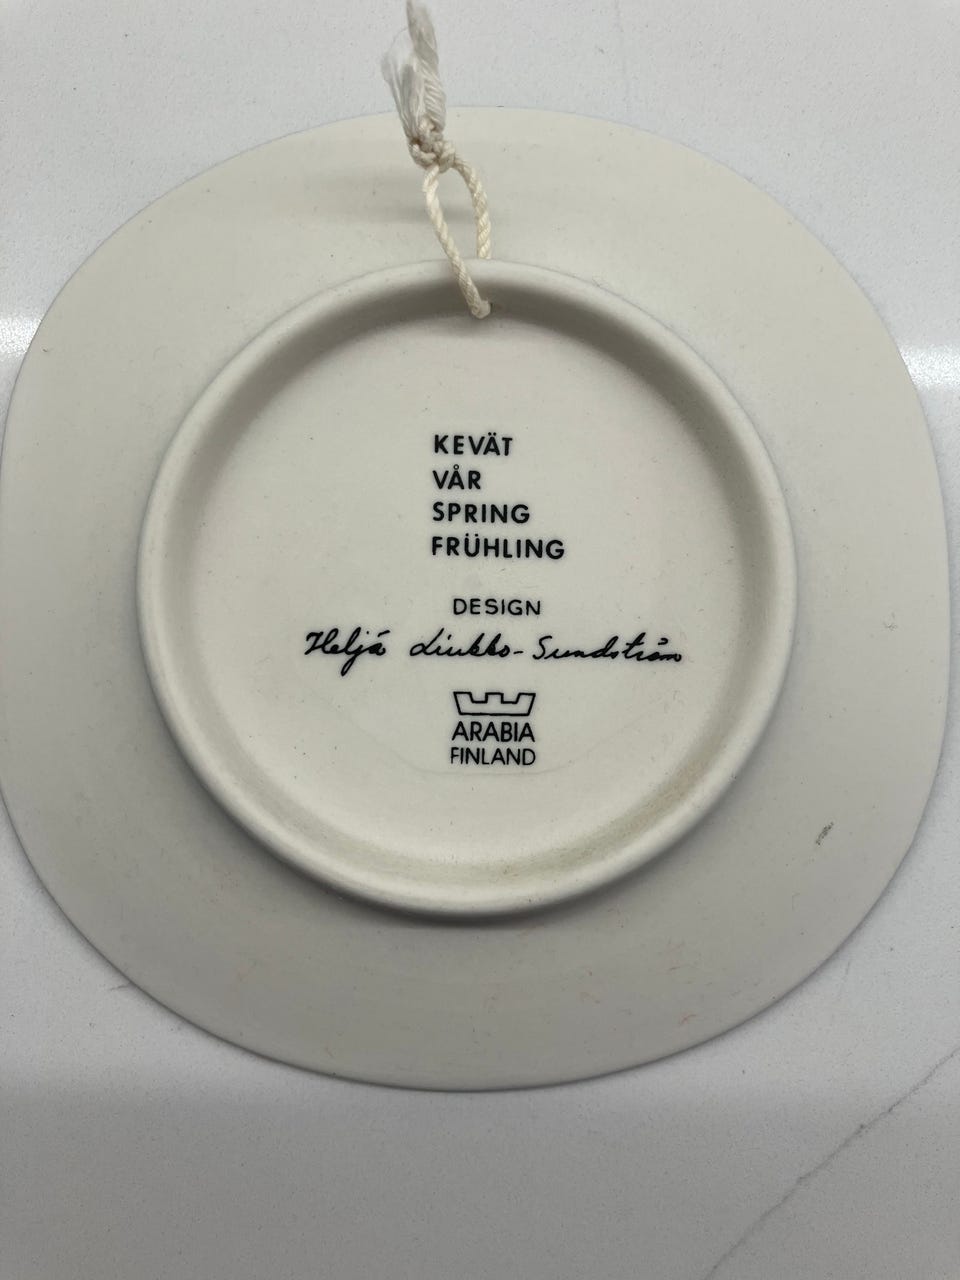 KEVÄT
VÅR
SPRING
FRÜHLING
DESIGN
Heljä Liukko-Sundström
ARABIA
FINLAND